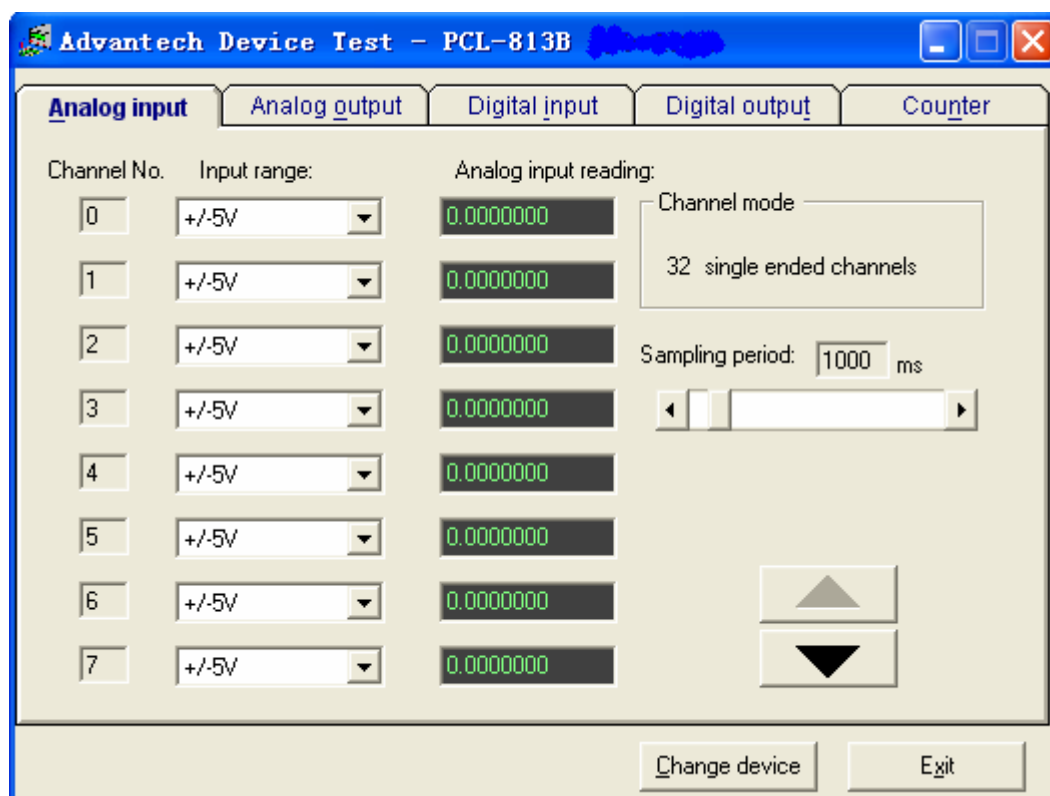 Advantech Device Test - PCL-813B
Analog input Analog output Digital input Digital output Counter
Channel No. Input range: Analog input reading:
0 +/-5V 0.0000000
Channel mode
32 single ended channels
1 +/-5V 0.0000000
2 +/-5V 0.0000000
Sampling period: 1000 ms
3 +/-5V 0.0000000
4 +/-5V 0.0000000
5 +/-5V 0.0000000
6 +/-5V 0.0000000
7 +/-5V 0.0000000
Change device Exit